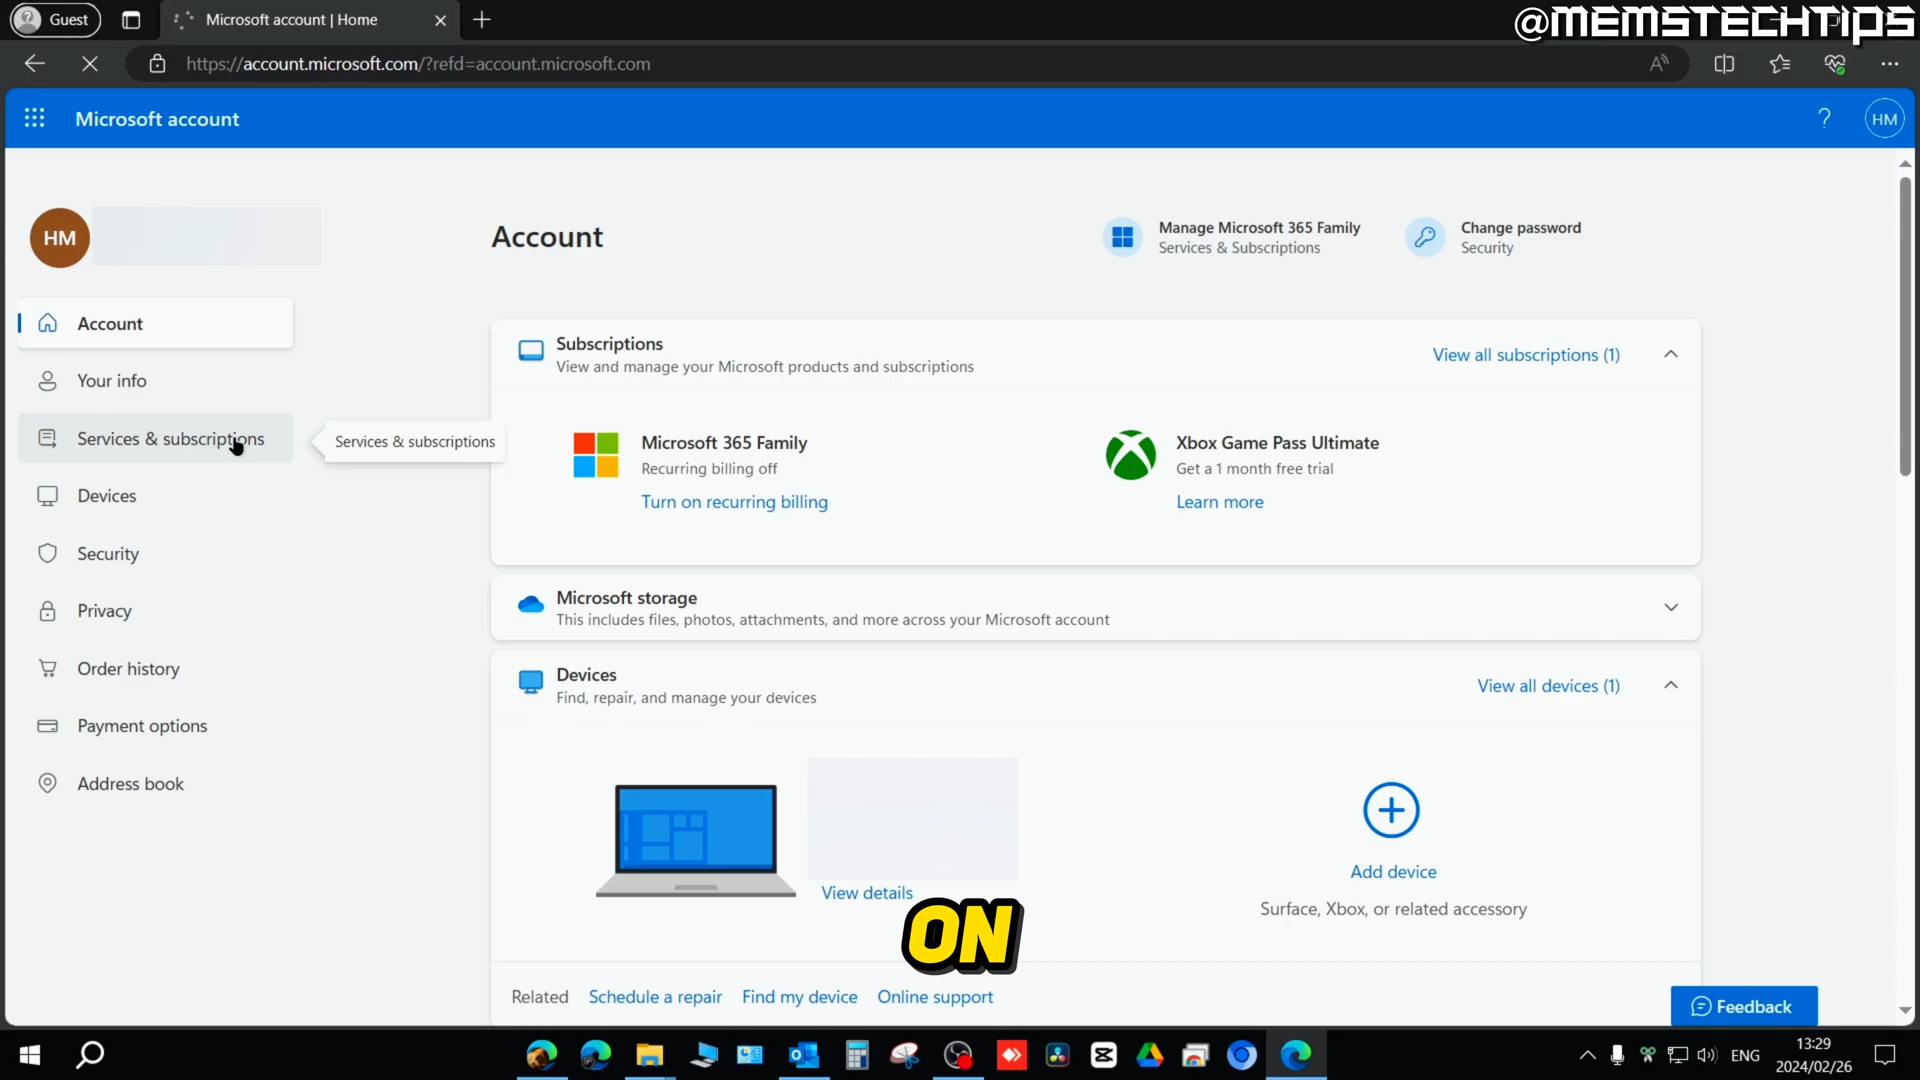 Guest
Microsoft account | Home
@MEMSTECHTIPS
https://account.microsoft.com/?refd=account.microsoft.com
Microsoft account
?
HM
HM
Account
Manage Microsoft 365 Family
Services & Subscriptions
Change password
Security
Account
Your info
Services & subscriptions
Services & subscriptions
Devices
Security
Privacy
Order history
Payment options
Address book
Subscriptions
View and manage your Microsoft products and subscriptions
View all subscriptions (1)
Microsoft 365 Family
Recurring billing off
Turn on recurring billing
Xbox Game Pass Ultimate
Get a 1 month free trial
Learn more
Microsoft storage
This includes files, photos, attachments, and more across your Microsoft account
Devices
Find, repair, and manage your devices
View all devices (1)
View details
Add device
Surface, Xbox, or related accessory
ON
Related Schedule a repair Find my device Online support
Feedback
ENG
13:29
2024/02/26